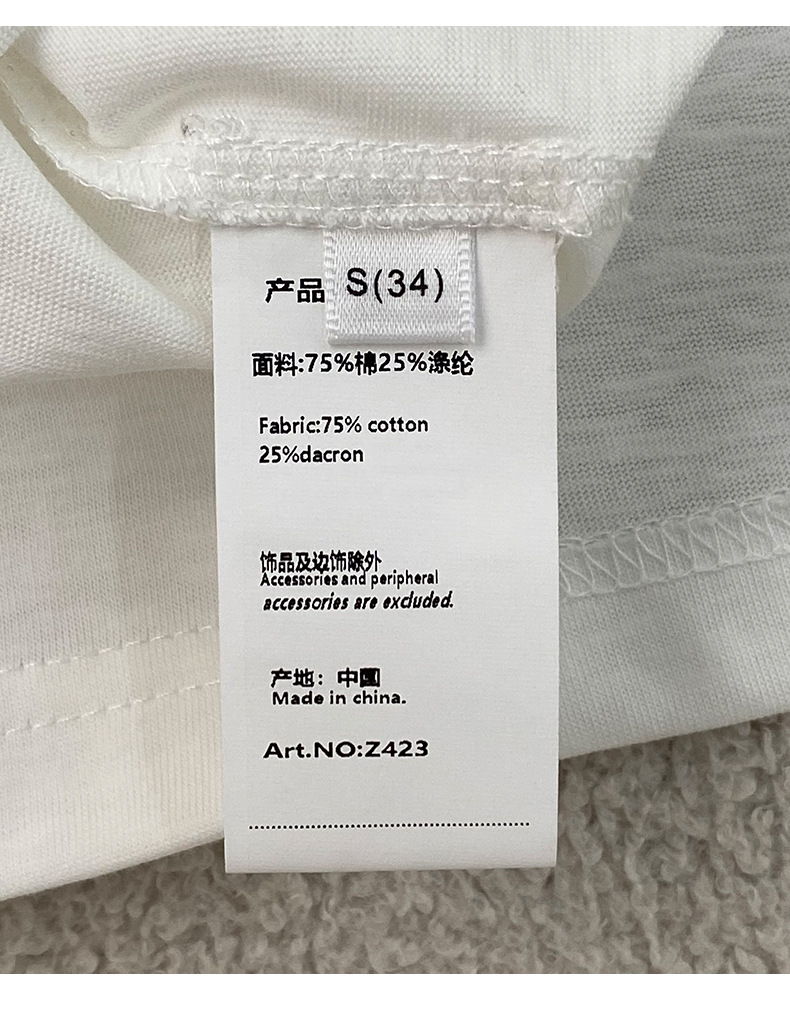 产品
S(34)
面料:75%棉25%涤纶
Fabric:75% cotton
25%dacron
饰品及边饰除外
Accessories and peripheral
accessories are excluded.
产地：中国
Made in china.
Art.NO:Z423